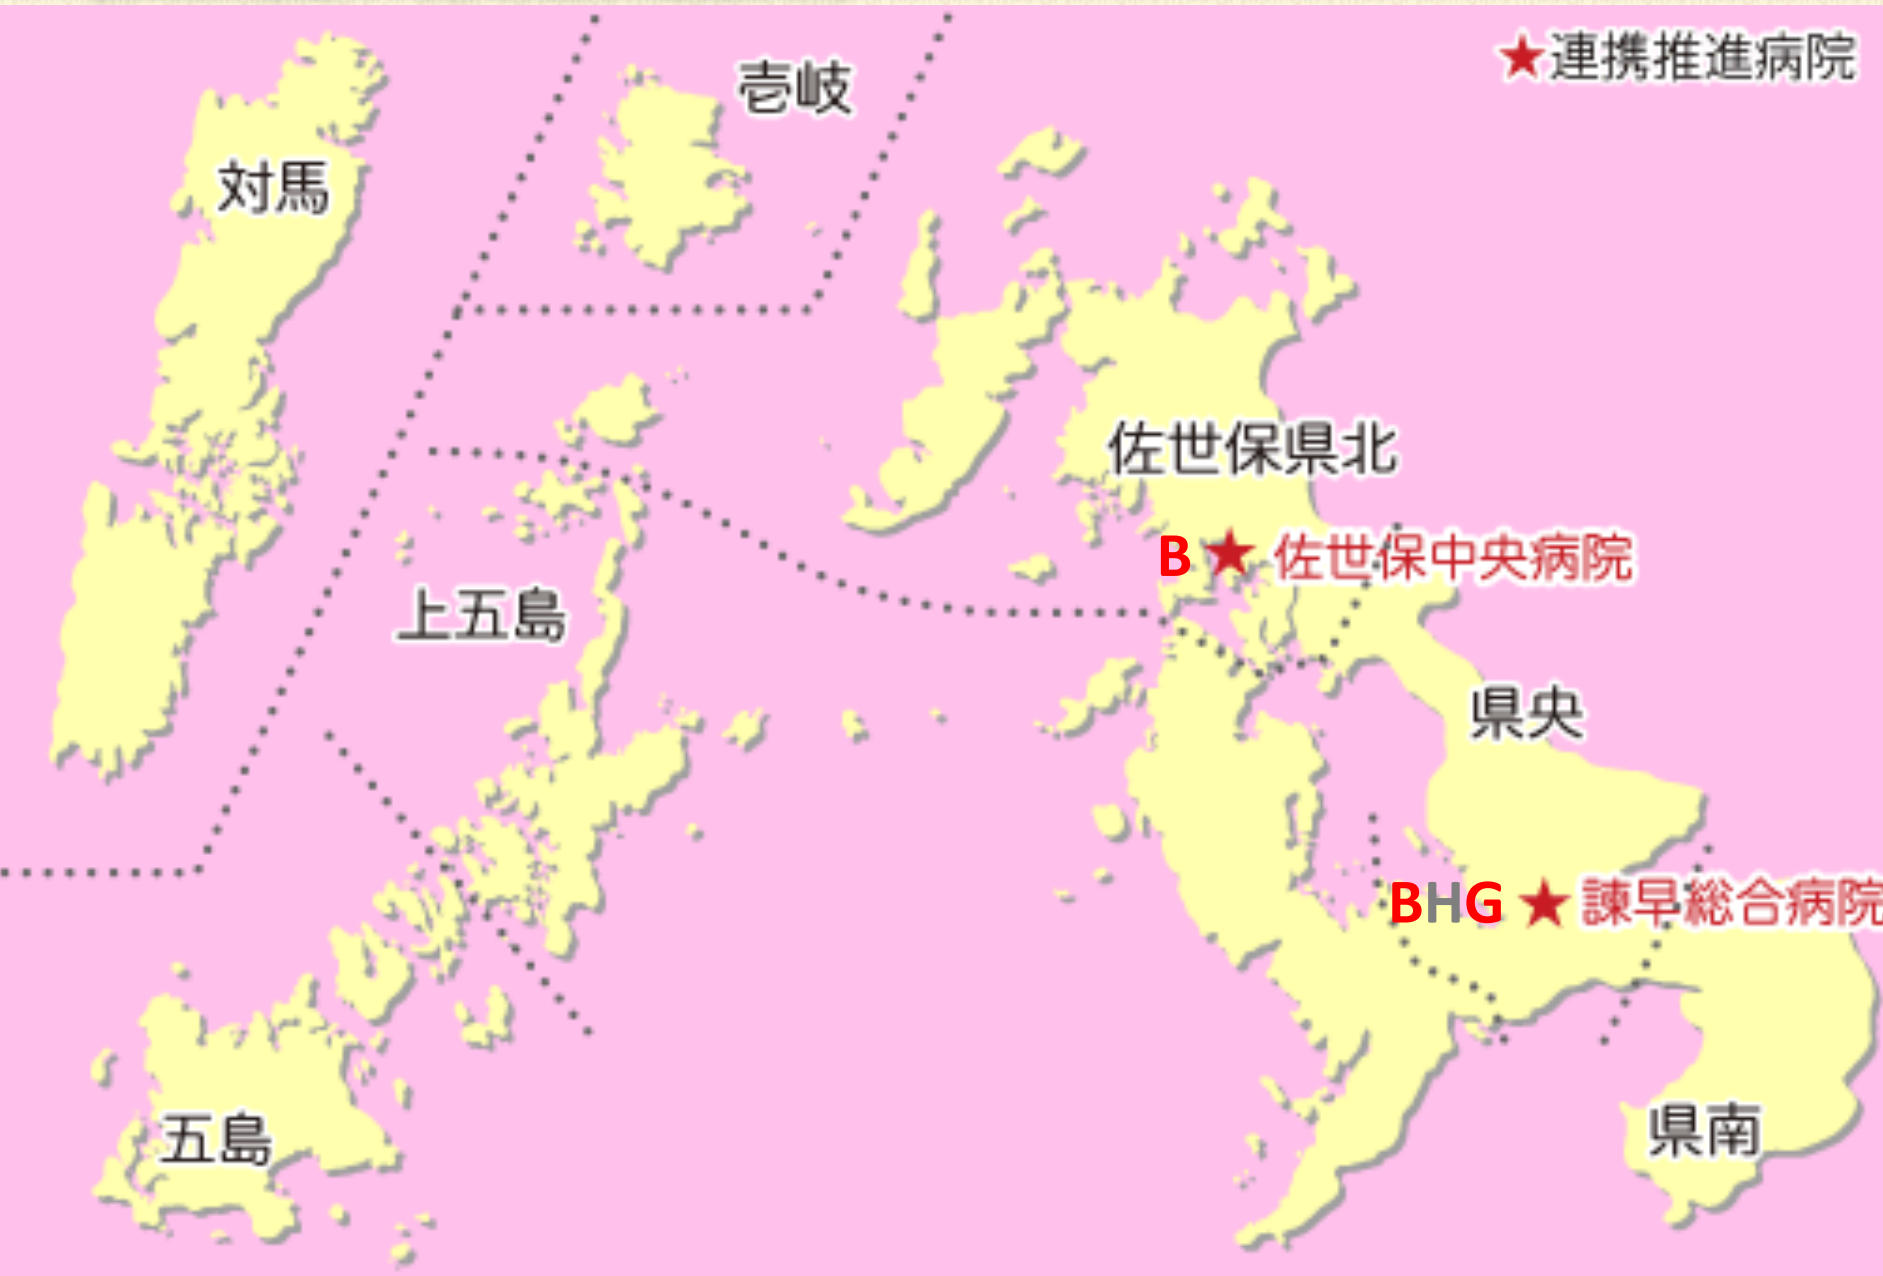 ★連携推進病院
壱岐
対馬
佐世保県北
B ★ 佐世保中央病院
上五島
県央
BHG ★ 諫早総合病院
五島
県南